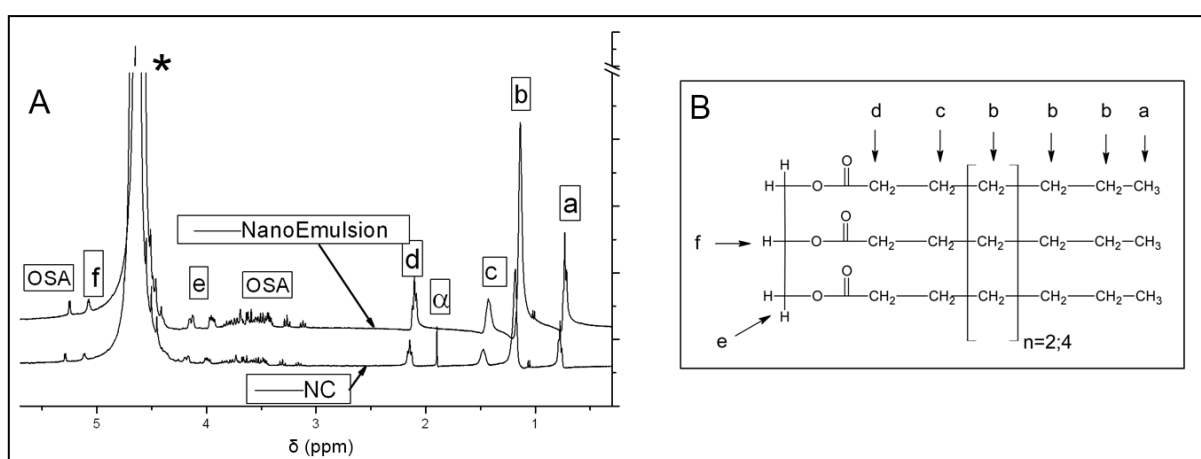 A
*
b
a
NanoEmulsion
d
c
OSA
f
e
OSA
α
NC
5
4
3
2
1
δ (ppm)
B
d c b b b a
H O
H O C CH2 CH2 CH2 CH2 CH2 CH3
O
f H O C CH2 CH2 CH2 CH2 CH2 CH3
O
H O C CH2 CH2 CH2 CH2 CH2 CH3
H
e
n=2;4